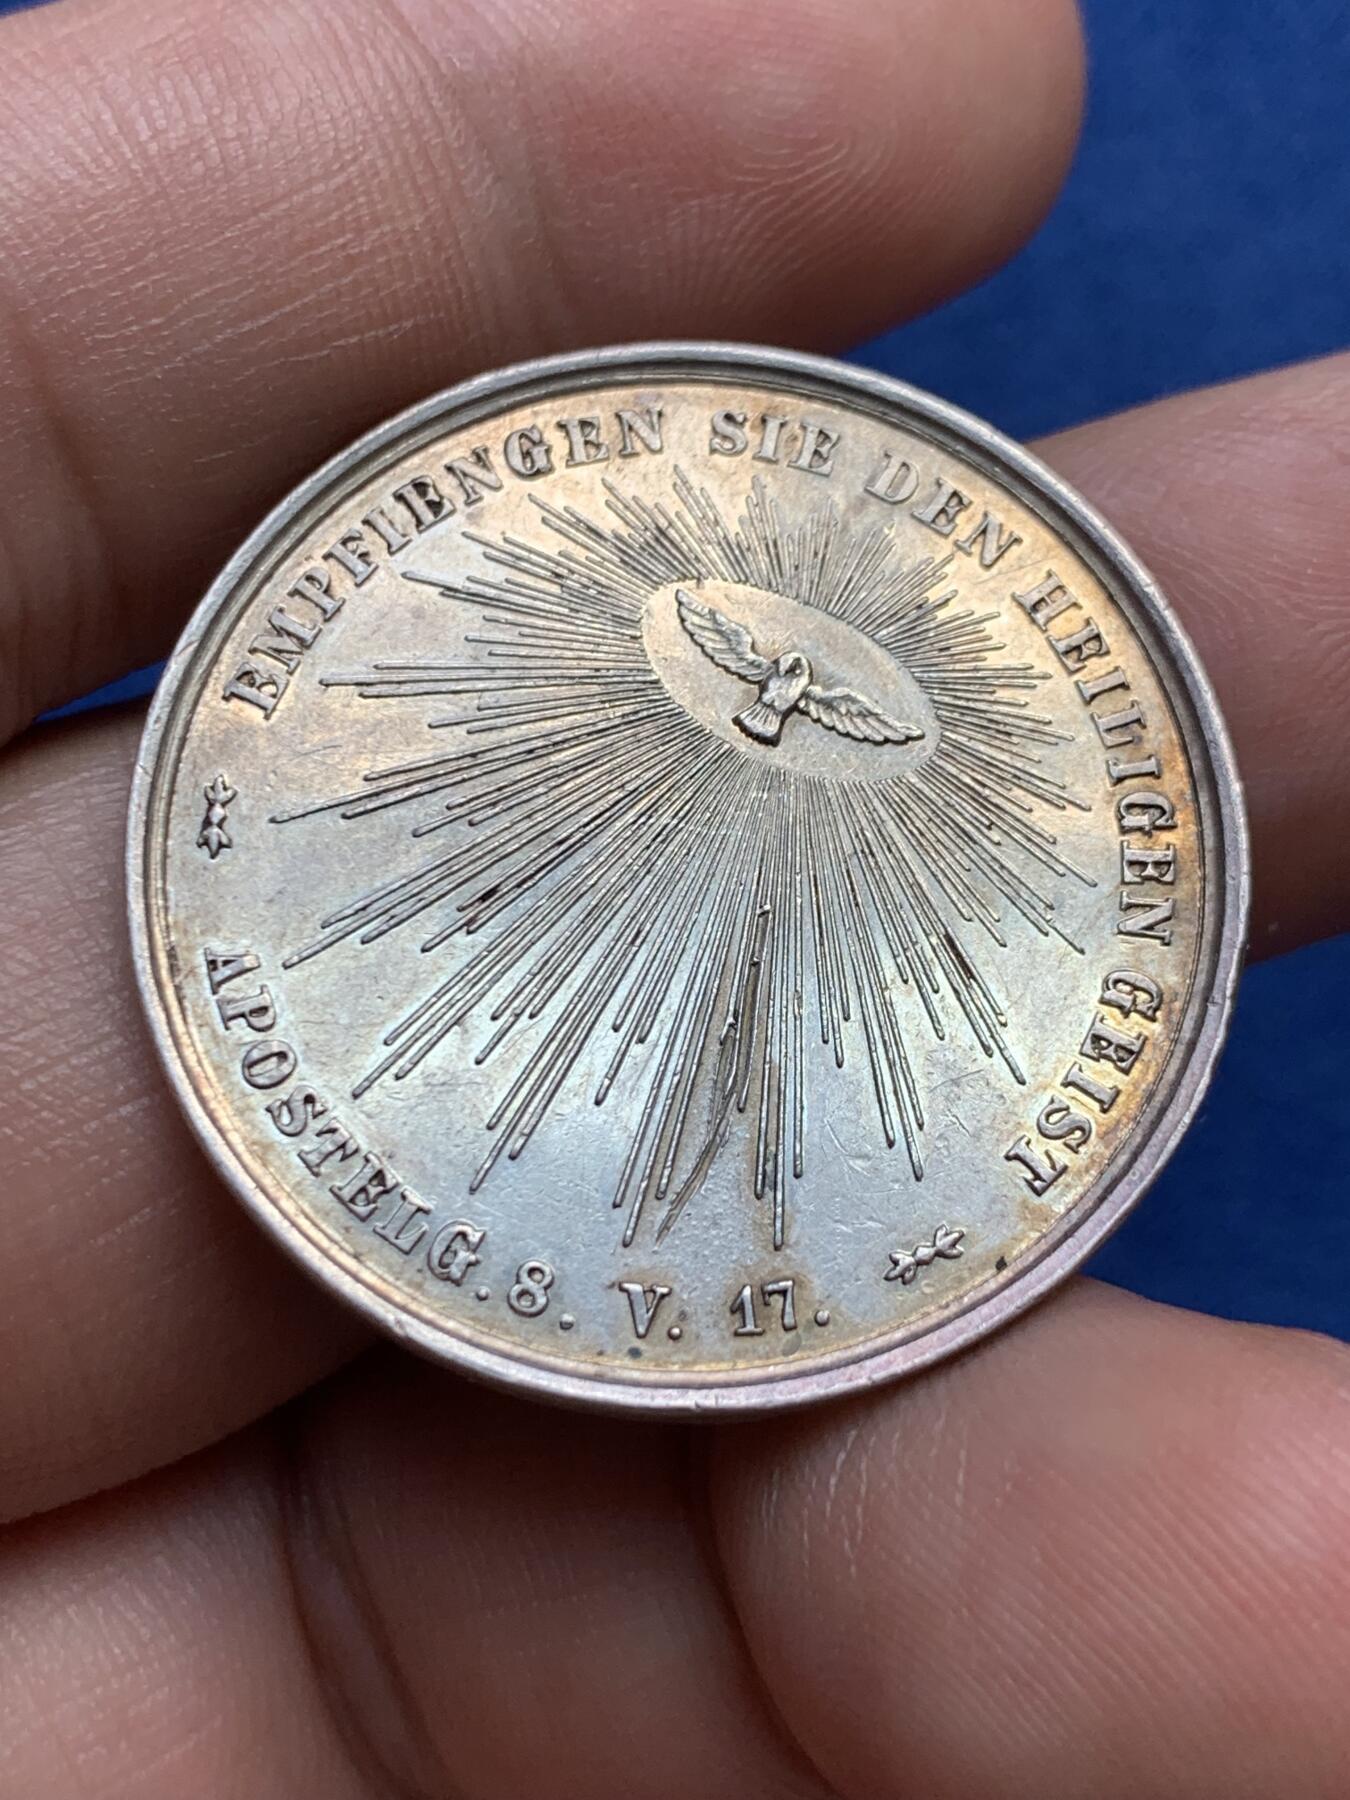 EMPFIENGEN SIE DEN HEILIGEN GEIST
APOSTELG. 8. V. 17.